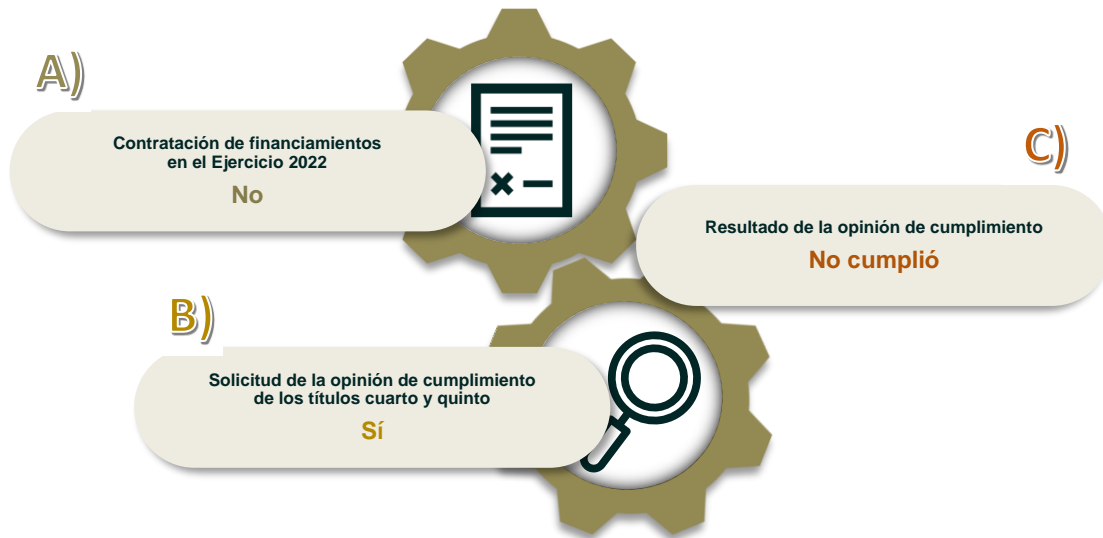 A)
Contratación de financiamientos
en el Ejercicio 2022
No
B)
Solicitud de la opinión de cumplimiento
de los títulos cuarto y quinto
Sí
C)
Resultado de la opinión de cumplimiento
No cumplió